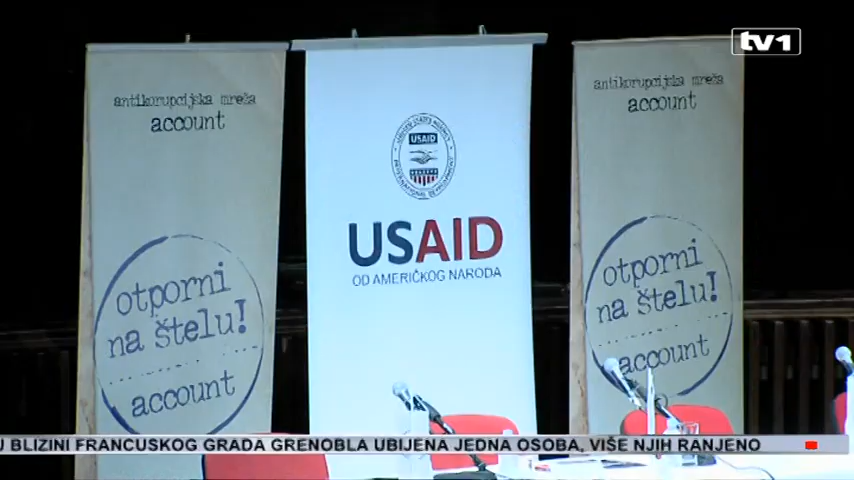 tv1
antikorupcijska mreža
account
otporni
na štelu!
account
USAID
USAID
OD AMERIČKOG NARODA
antikorupcijska mreža
account
otporni
na štelu!
account
U BLIZINI FRANCUSKOG GRADA GRENOBLA UBIJENA JEDNA OSOBA, VIŠE NJIH RANJENO